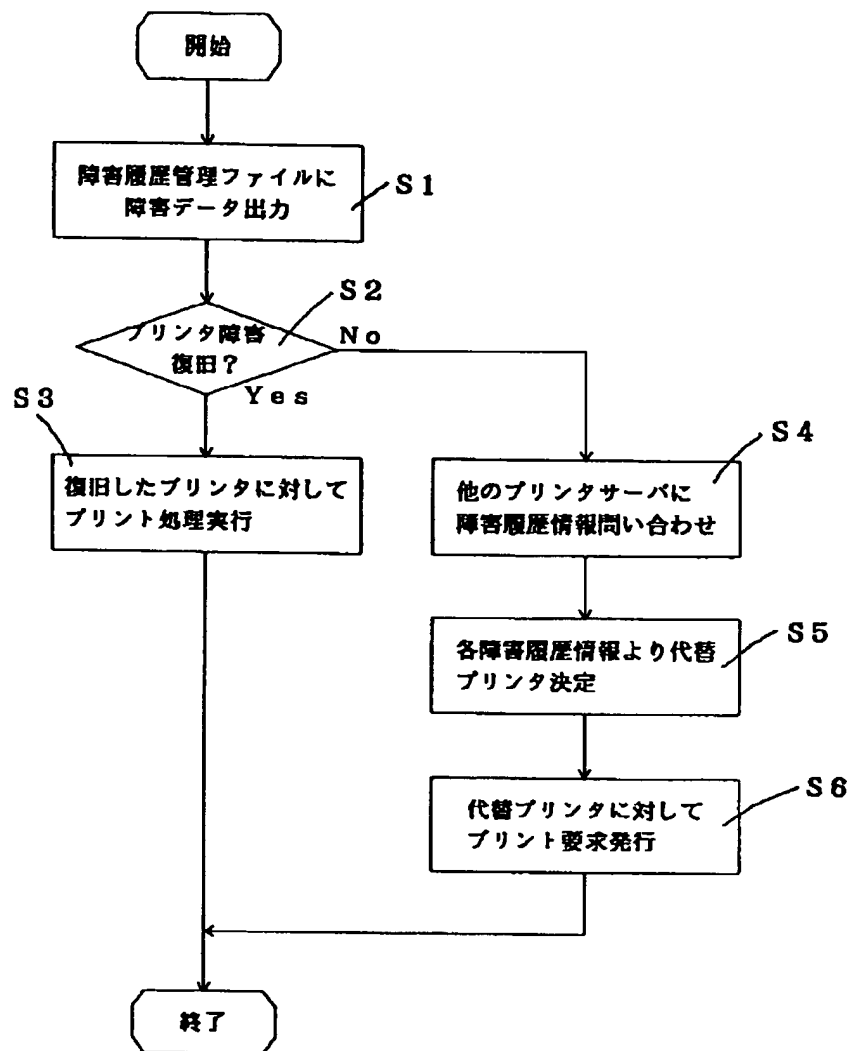 開始
障害履歴管理ファイルに
障害データ出力
S1
S2
プリンタ障害
復旧?
No
Yes
S3
復旧したプリンタに対して
プリント処理実行
S4
他のプリンタサーバに
障害履歴情報問い合わせ
S5
各障害履歴情報より代替
プリンタ決定
S6
代替プリンタに対して
プリント要求発行
終了